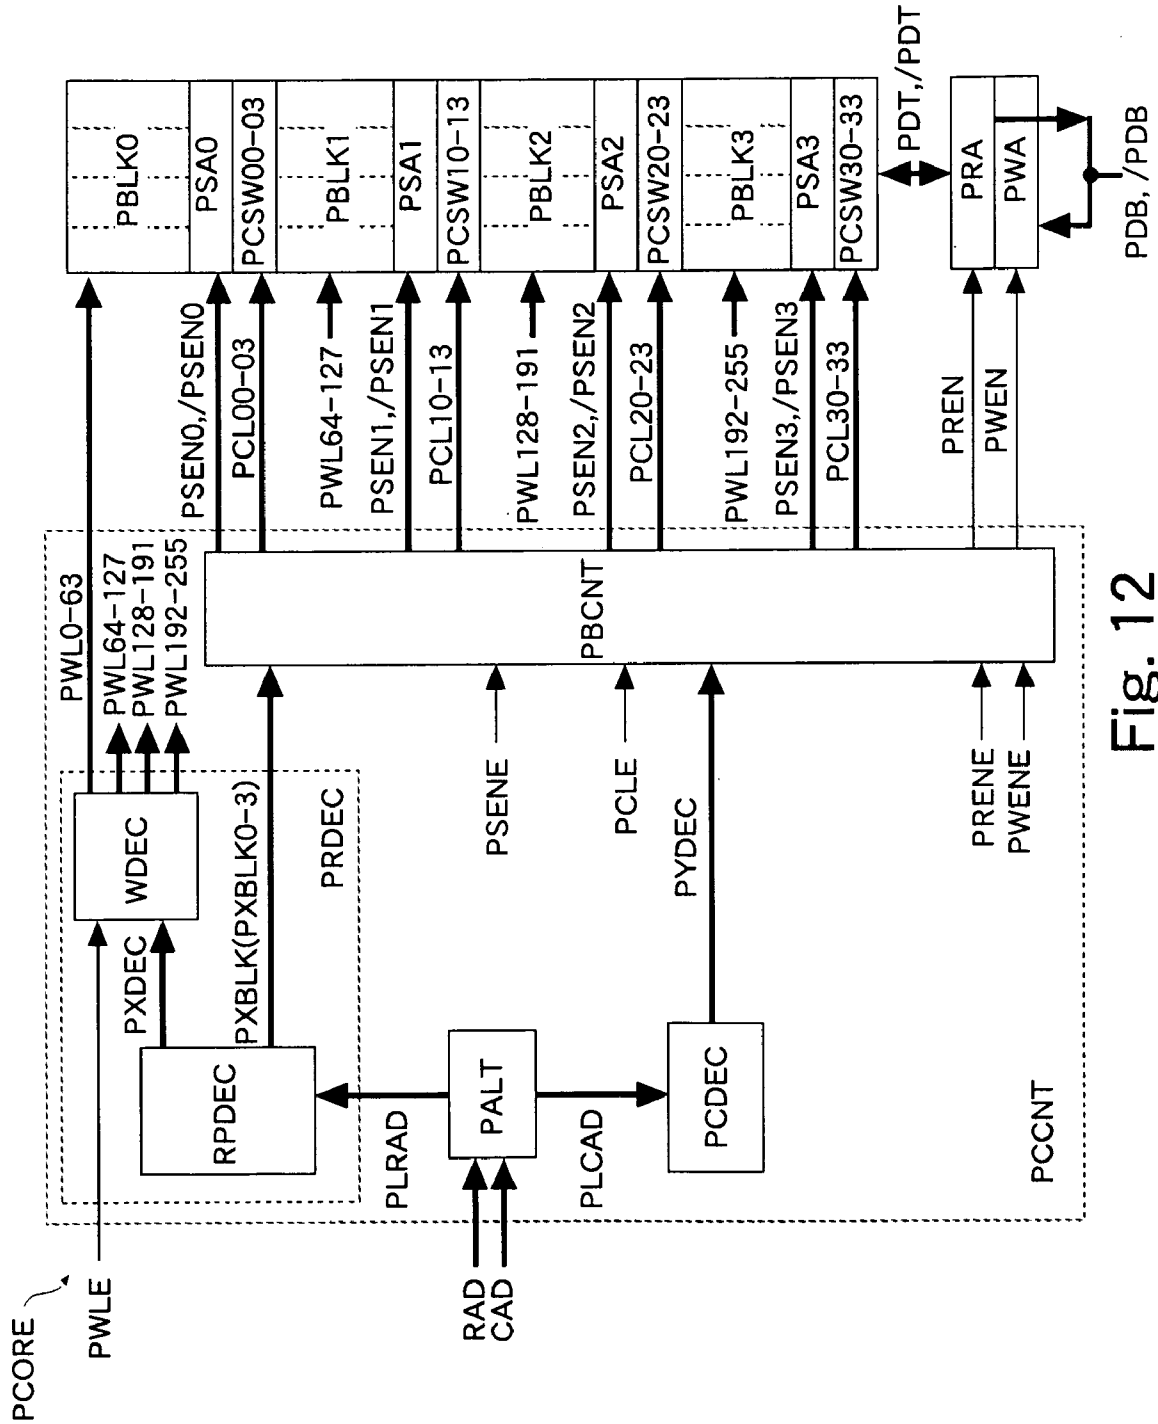 PCORE
PWLE
RAD
CAD
PALT
PLRAD
PLCAD
RPDEC
PCDEC
PXDEC
PXBLK(PXBLK0-3)
PRDEC
WDEC
PYDEC
PCCNT
PSENE
PCLE
PRENE
PWENE
PBCNT
PWL0-63
PWL64-127
PWL128-191
PWL192-255
PSEN0,/PSEN0
PCL00-03
PWL64-127
PSEN1,/PSEN1
PCL10-13
PWL128-191
PSEN2,/PSEN2
PCL20-23
PWL192-255
PSEN3,/PSEN3
PCL30-33
PREN
PWEN
PBLK0
PSA0
PCSW00-03
PBLK1
PSA1
PCSW10-13
PBLK2
PSA2
PCSW20-23
PBLK3
PSA3
PCSW30-33
PDT,/PDT
PRA
PWA
PDB, /PDB
Fig. 12